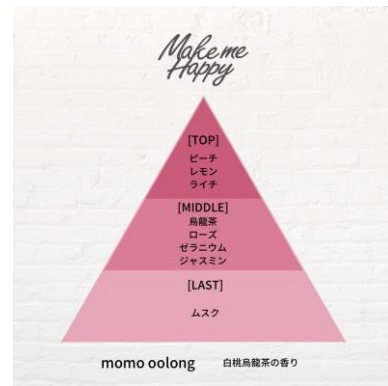 Make me
Happy
[TOP]
ピーチ
レモン
ライチ
[MIDDLE]
烏龍茶
ローズ
ゼラニウム
ジャスミン
[LAST]
ムスク
momo oolong 白桃烏龍茶の香り